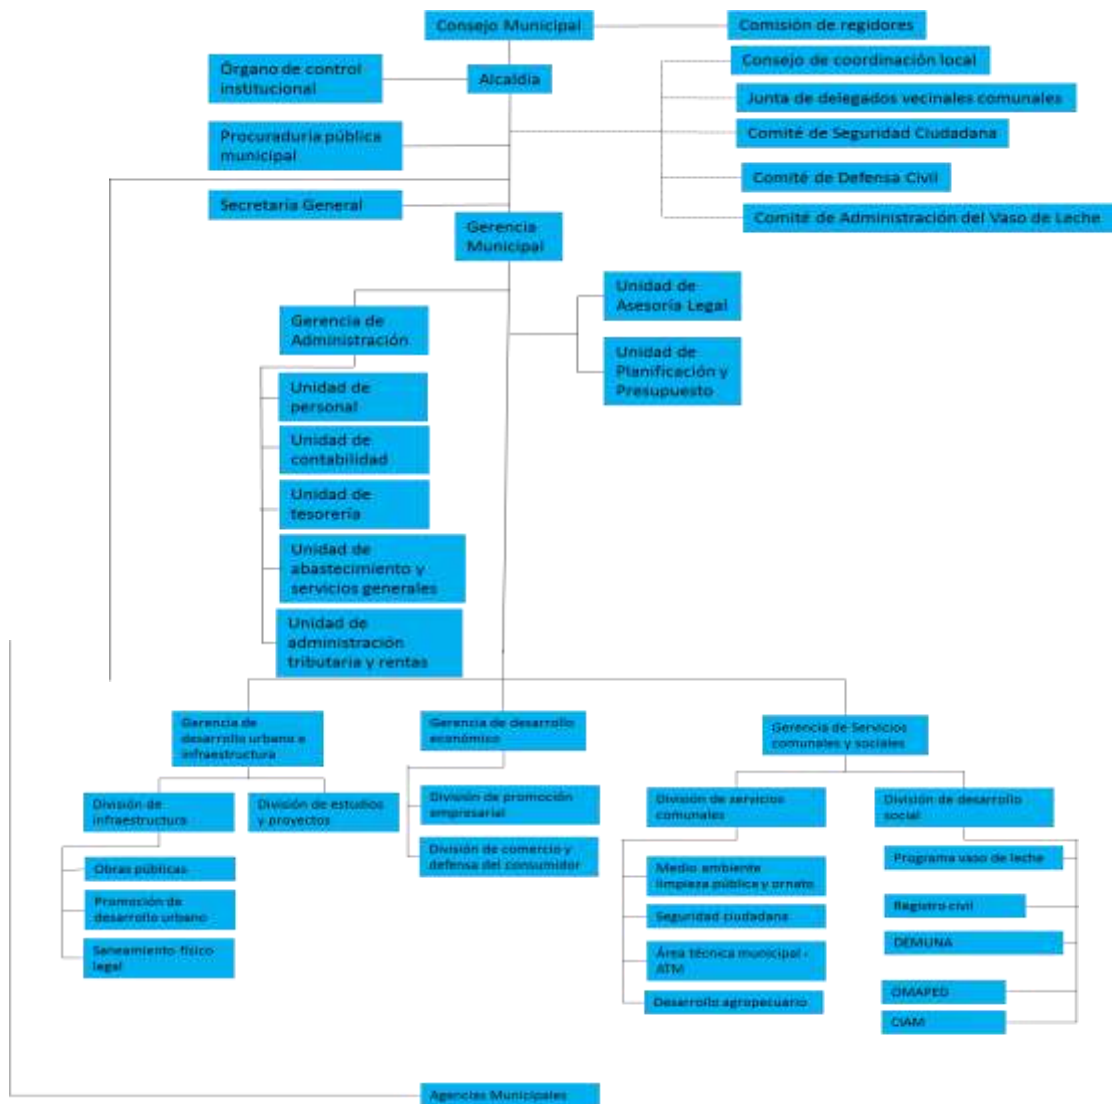 Consejo Municipal
Comisión de regidores
Órgano de control
institucional
Alcaldía
Consejo de coordinación local
Junta de delegados vecinales comunales
Procuraduría pública
municipal
Comité de Seguridad Ciudadana
Comité de Defensa Civil
Secretaría General
Comité de Administración del Vaso de Leche
Gerencia
Municipal
Unidad de
Asesoría Legal
Gerencia de
Administración
Unidad de
Planificación y
Presupuesto
Unidad de
personal
Unidad de
contabilidad
Unidad de
tesorería
Unidad de
abastecimiento y
servicios generales
Unidad de
administración
tributaria y rentas
Gerencia de
desarrollo urbano e
infraestructura
Gerencia de desarrollo
económico
Gerencia de Servicios
comunales y sociales
División de
infraestructura
División de estudios
y proyectos
División de promoción
empresarial
División de comercio y
defensa del consumidor
División de servicios
comunales
División de desarrollo
social
Obras públicas
Promoción de
desarrollo urbano
Saneamiento físico
legal
Medio ambiente
limpieza pública y ornato
Seguridad ciudadana
Área técnica municipal -
ATM
Desarrollo agropecuario
Programa vaso de leche
Registro civil
DEMUNA
OMAPED
CIAM
Agencias Municipales